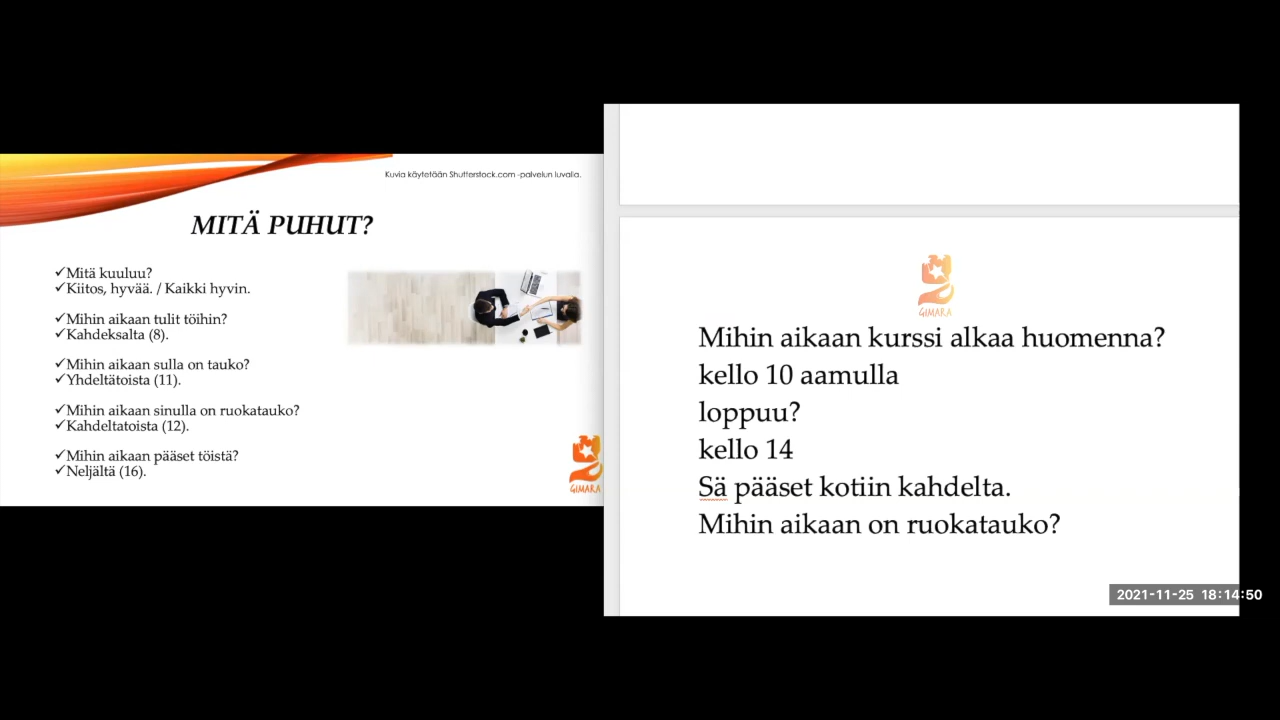 Kuvia käytetään Shutterstock.com -palvelun luvalla.
MITÄ PUHUT?
✓Mitä kuuluu?
✓Kiitos, hyvää. / Kaikki hyvin.
✓Mihin aikaan tulit töihin?
✓Kahdeksalta (8).
✓Mihin aikaan sulla on tauko?
✓Yhdeltätoista (11).
✓Mihin aikaan sinulla on ruokatauko?
✓Kahdeltatoista (12).
✓Mihin aikaan pääset töistä?
✓Neljältä (16).
GIMARA
GIMARA
Mihin aikaan kurssi alkaa huomenna?
kello 10 aamulla
loppuu?
kello 14
Sä pääset kotiin kahdelta.
Mihin aikaan on ruokatauko?
2021-11-25 18:14:50